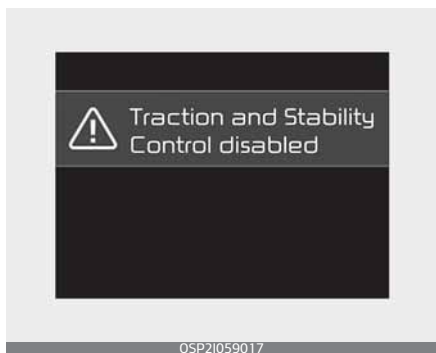 Traction and Stability
Control disabled
OSP2I059017